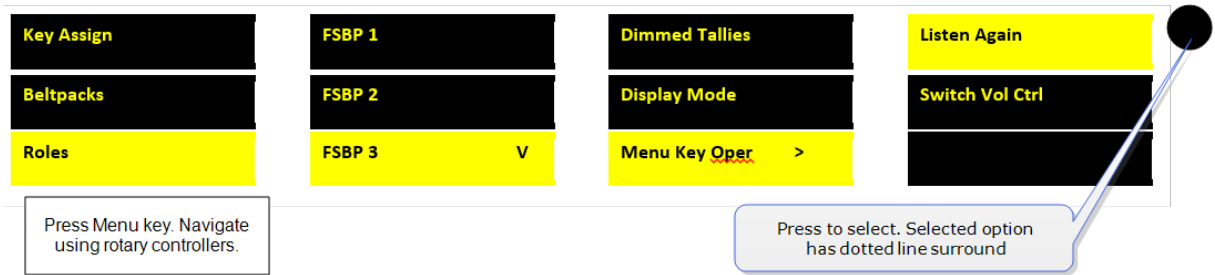 Key Assign
FSBP 1
Dimmed Tallies
Listen Again
Beltpacks
FSBP 2
Display Mode
Switch Vol Ctrl
Roles
FSBP 3 V
Menu Key Oper >
Press Menu key. Navigate
using rotary controllers.
Press to select. Selected option
has dotted line surround